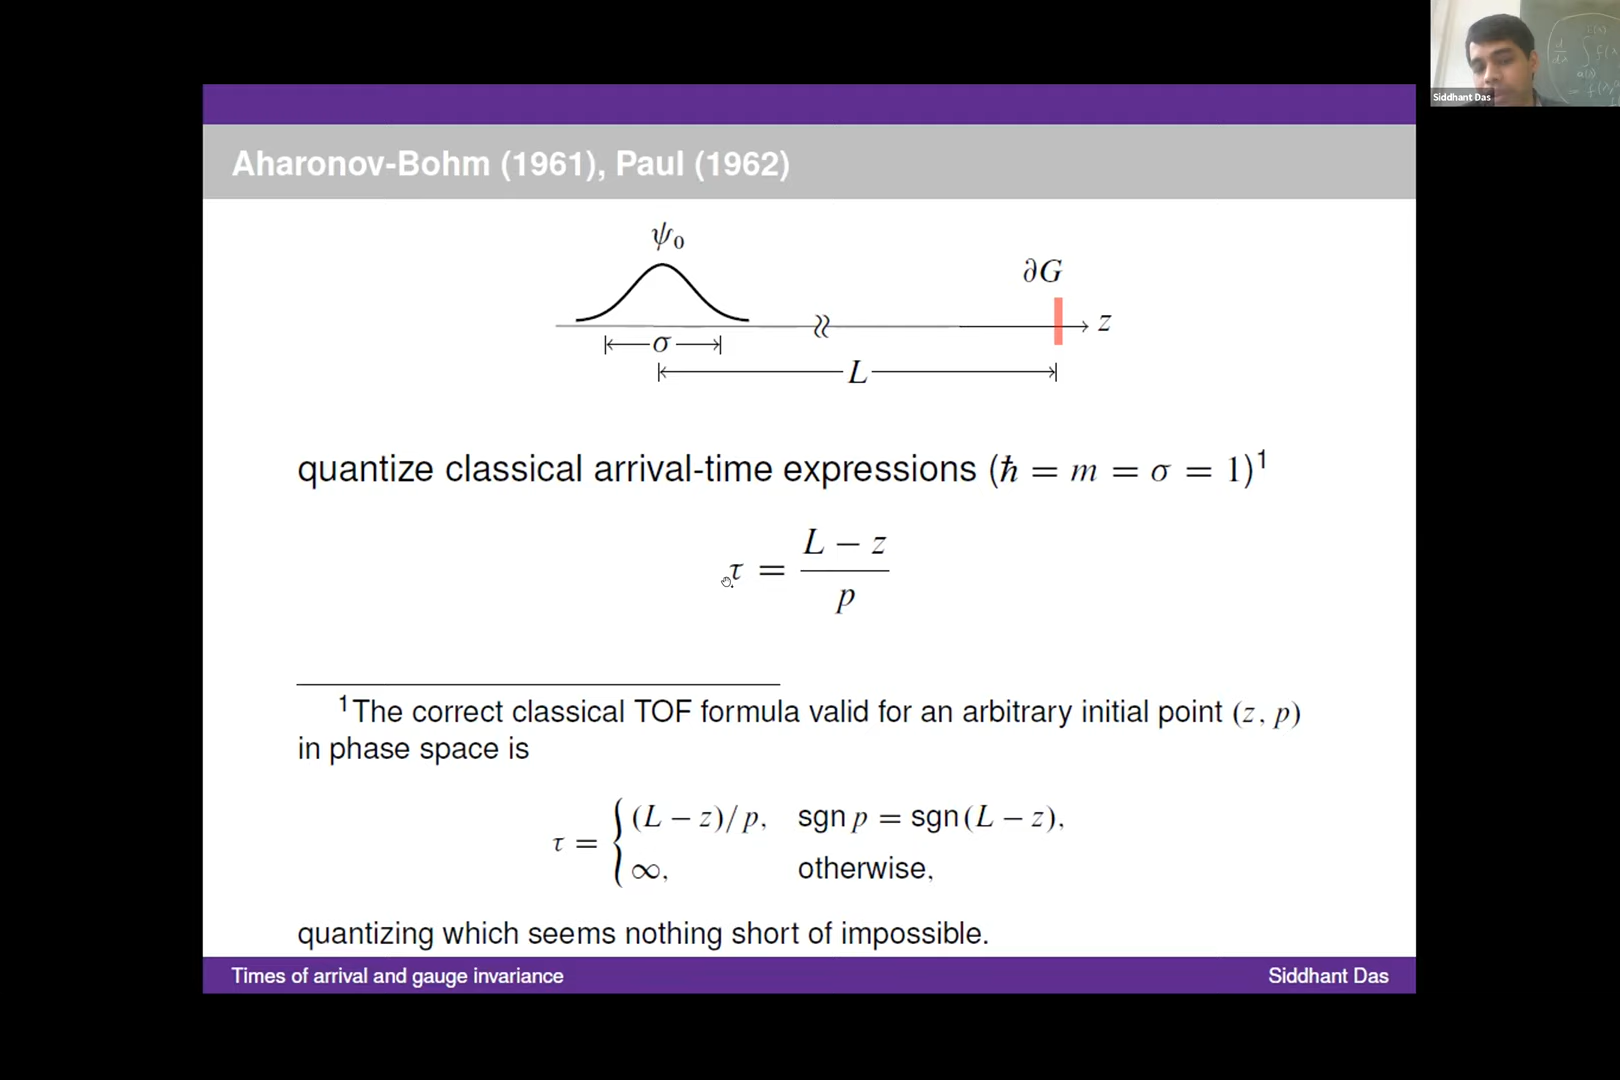 Siddhant Das
Aharonov-Bohm (1961), Paul (1962)
ψ₀
∂G
z
σ
L
quantize classical arrival-time expressions (ħ = m = σ = 1)¹
τ = (L − z)/p
¹The correct classical TOF formula valid for an arbitrary initial point (z, p)
in phase space is
τ = { (L − z)/p, sgn p = sgn(L − z),
∞, otherwise,
quantizing which seems nothing short of impossible.
Times of arrival and gauge invariance
Siddhant Das